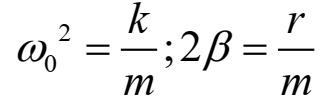 ω₀² = k/m; 2β = r/m